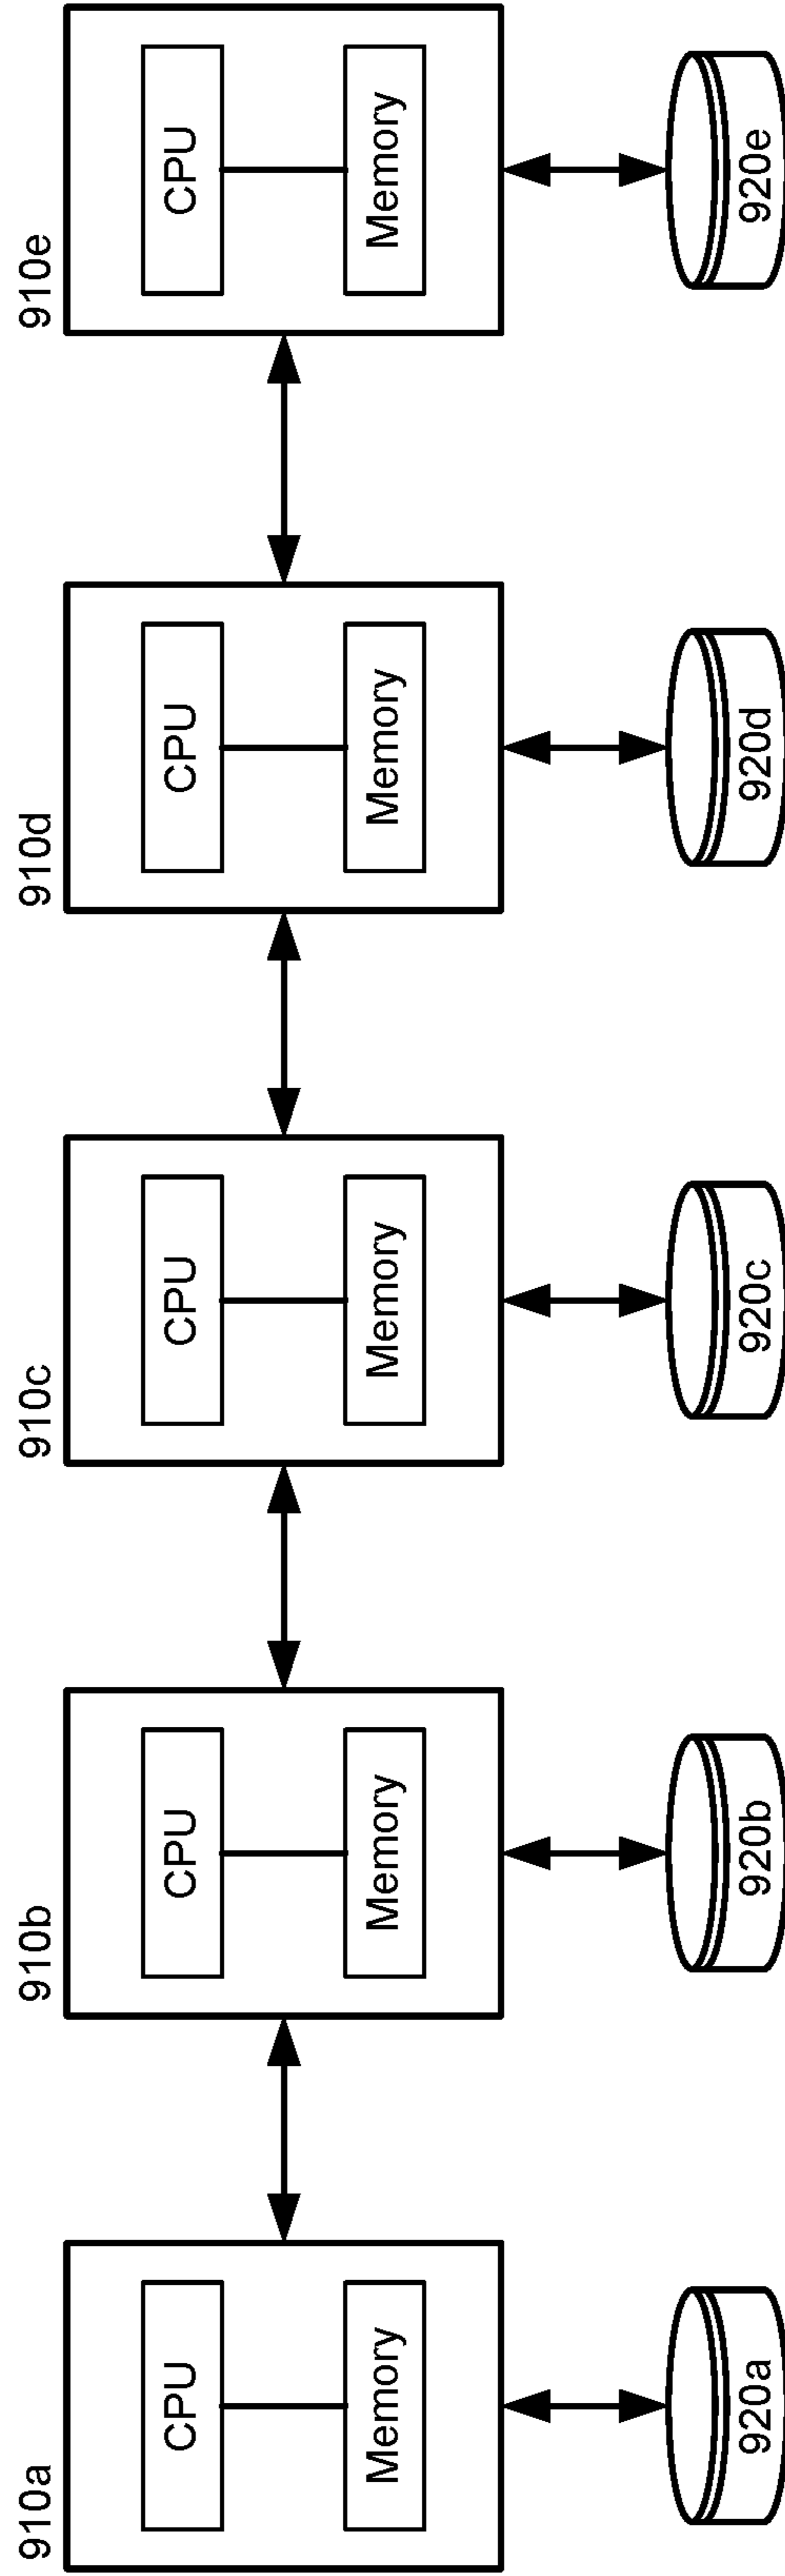 910a
910b
910c
910d
910e
CPU
CPU
CPU
CPU
CPU
Memory
Memory
Memory
Memory
Memory
920a
920b
920c
920d
920e